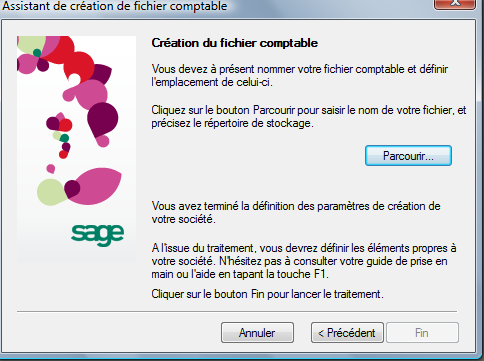 Assistant de création de fichier comptable
Création du fichier comptable
Vous devez à présent nommer votre fichier comptable et définir
l'emplacement de celui-ci.
Cliquez sur le bouton Parcourir pour saisir le nom de votre fichier, et
précisez le répertoire de stockage.
Parcourir...
Vous avez terminé la définition des paramètres de création de
votre société.
sage
A l'issue du traitement, vous devrez définir les éléments propres à
votre société. N'hésitez pas à consulter votre guide de prise en
main ou l'aide en tapant la touche F1.
Cliquer sur le bouton Fin pour lancer le traitement.
Annuler
< Précédent
Fin